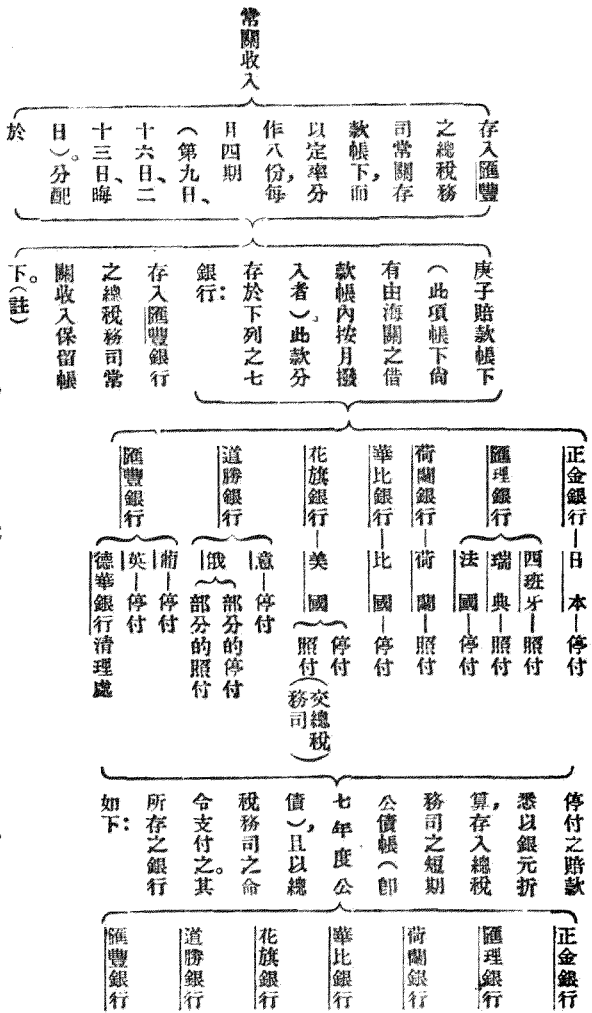 常關收入
存入匯豐
之總稅務
司常關存
款帳下，而
以定率分
作八份，每
月四期
（第九日、
十六日、二
十三日、晦
日）。分配
於
庚子賠款帳下
（此項帳下尙
有由海關之借
款帳內按月撥
入者）。此款分
存於下列之七
銀行：
存入匯豐銀行
之總稅務司常
關收入保留帳
下。（註）
正金銀行—日本—停付
匯理銀行
西班牙—照付
瑞典—照付
法國—停付
荷蘭銀行—荷蘭—照付
華比銀行—比國—停付
花旗銀行—美國
停付
照付（交總稅務司）
道勝銀行
意—停付
俄
部分的停付
部分的照付
匯豐銀行
葡—停付
英—停付
德華銀行清理處
停付之賠款
悉以銀元折
算，存入總稅
務司之短期
公債帳（卽
七年度公
債），且以總
稅務司之命
令支付之。其
所存之銀行
如下：
正金銀行
匯理銀行
荷蘭銀行
華比銀行
花旗銀行
道勝銀行
匯豐銀行